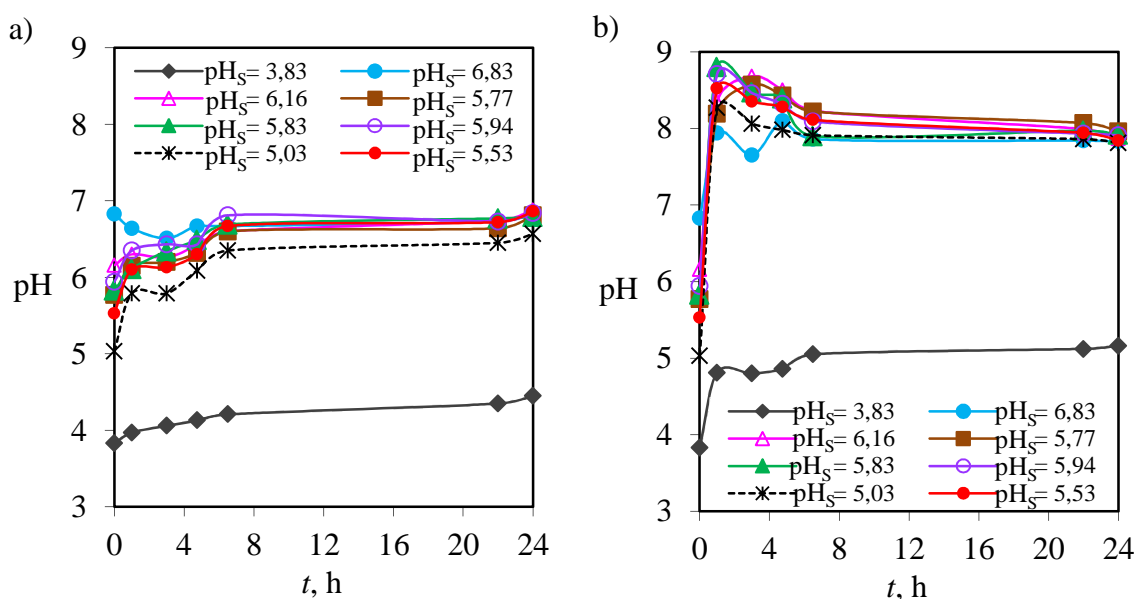 a)
9
8
7
6
5
4
3
pH
pHs= 3,83
pHs= 6,83
pHs= 6,16
pHs= 5,77
pHs= 5,83
pHs= 5,94
pHs= 5,03
pHs= 5,53
0 4 8 12 16 20 24
t, h
b)
9
8
7
6
5
4
3
pH
pHs= 3,83
pHs= 6,83
pHs= 6,16
pHs= 5,77
pHs= 5,83
pHs= 5,94
pHs= 5,03
pHs= 5,53
0 4 8 12 16 20 24
t, h